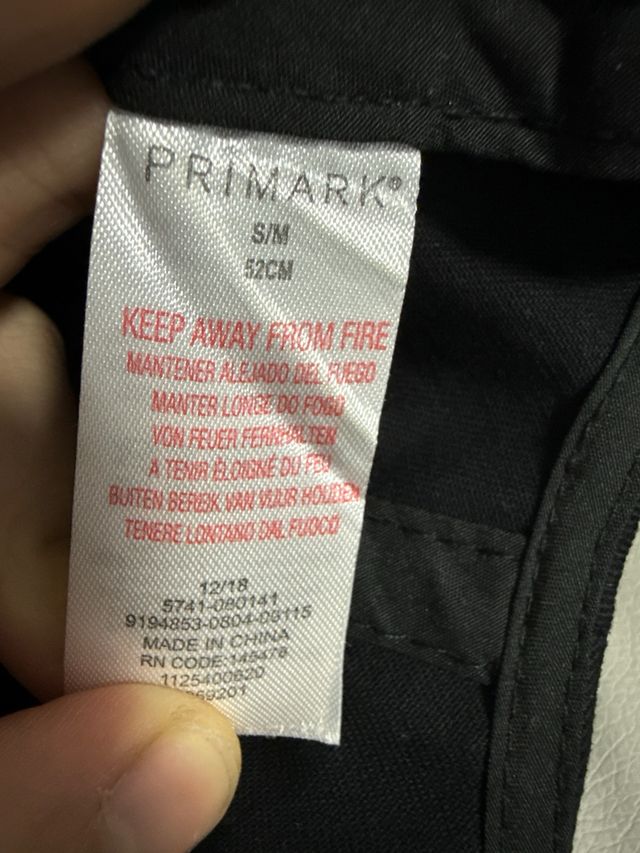 PRIMARK®
S/M
52CM
KEEP AWAY FROM FIRE
MANTENER ALEJADO DEL FUEGO
MANTER LONGE DO FOGO
VON FEUER FERNHALTEN
A TENIR ÉLOIGNÉ DU FEU
BUITEN BEREIK VAN VUUR HOUDEN
TENERE LONTANO DAL FUOCO
12/18
5741-080141
9194853-0804-09115
MADE IN CHINA
RN CODE:145478
1125400620